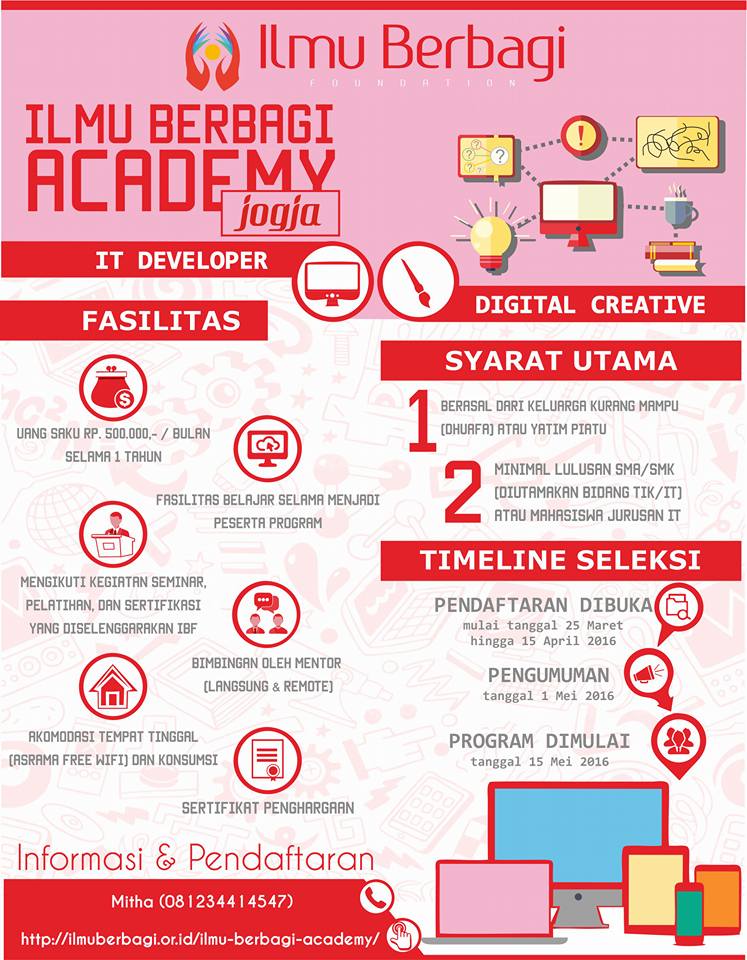 Ilmu Berbagi
FOUNDATION
ILMU BERBAGI
ACADEMY
jogja
IT DEVELOPER
DIGITAL CREATIVE
FASILITAS
UANG SAKU RP. 500.000,- / BULAN
SELAMA 1 TAHUN
FASILITAS BELAJAR SELAMA MENJADI
PESERTA PROGRAM
MENGIKUTI KEGIATAN SEMINAR,
PELATIHAN, DAN SERTIFIKASI
YANG DISELENGGARAKAN IBF
BIMBINGAN OLEH MENTOR
(LANGSUNG & REMOTE)
AKOMODASI TEMPAT TINGGAL
(ASRAMA FREE WIFI) DAN KONSUMSI
SERTIFIKAT PENGHARGAAN
SYARAT UTAMA
1 BERASAL DARI KELUARGA KURANG MAMPU
(DHUAFA) ATAU YATIM PIATU
2 MINIMAL LULUSAN SMA/SMK
(DIUTAMAKAN BIDANG TIK/IT)
ATAU MAHASISWA JURUSAN IT
TIMELINE SELEKSI
PENDAFTARAN DIBUKA
mulai tanggal 25 Maret
hingga 15 April 2016
PENGUMUMAN
tanggal 1 Mei 2016
PROGRAM DIMULAI
tanggal 15 Mei 2016
Informasi & Pendaftaran
Mitha (081234414547)
http://ilmuberbagi.or.id/ilmu-berbagi-academy/